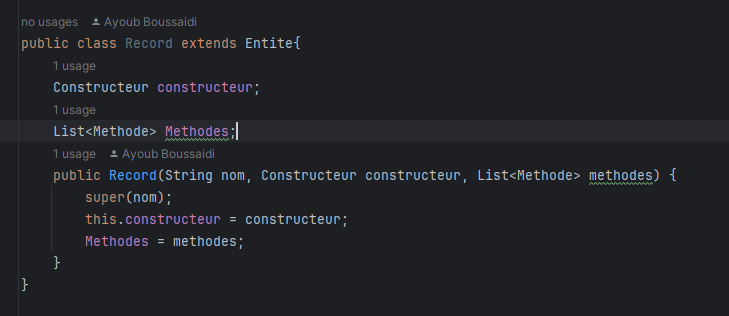 no usages Ayoub Boussaidi
public class Record extends Entite{
1 usage
Constructeur constructeur;
1 usage
List<Methode> Methodes;
1 usage Ayoub Boussaidi
public Record(String nom, Constructeur constructeur, List<Methode> methodes) {
super(nom);
this.constructeur = constructeur;
Methodes = methodes;
}
}